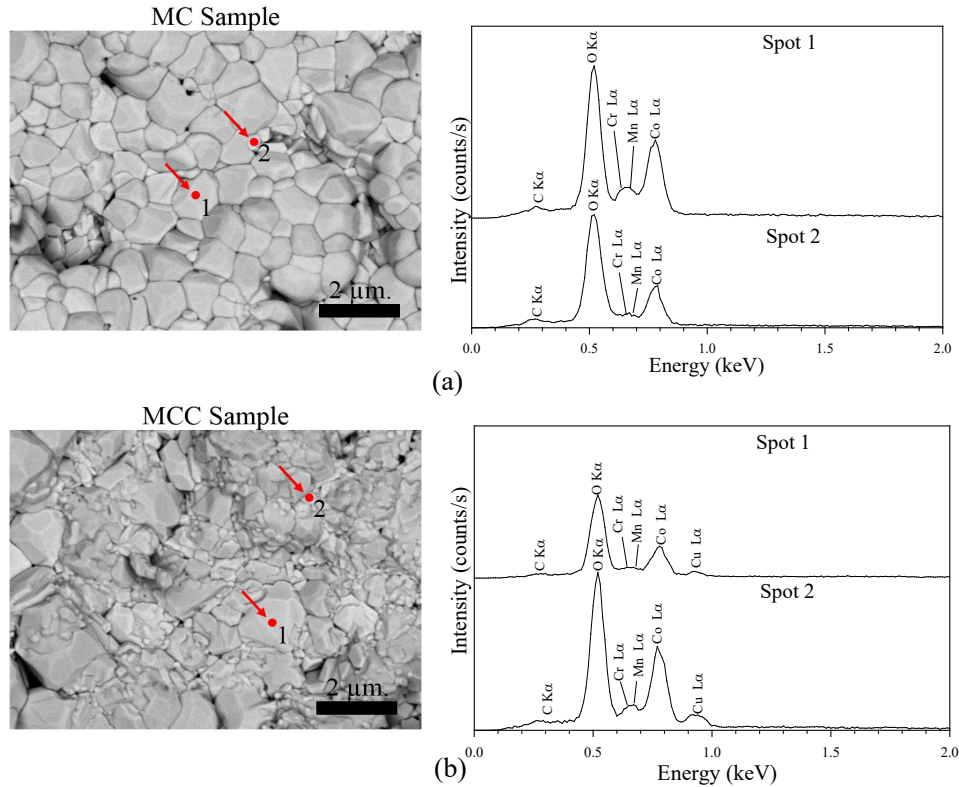 MC Sample
2
1
2 µm.
Intensity (counts/s)
Spot 1
C Kα
O Kα
Cr Lα
Mn Lα
Co Lα
Spot 2
C Kα
O Kα
Cr Lα
Mn Lα
Co Lα
0.0 0.5 1.0 1.5 2.0
Energy (keV)
(a)
MCC Sample
2
1
2 µm.
Intensity (counts/s)
Spot 1
C Kα
O Kα
Cr Lα
Mn Lα
Co Lα
Cu Lα
Spot 2
C Kα
O Kα
Cr Lα
Mn Lα
Co Lα
Cu Lα
0.0 0.5 1.0 1.5 2.0
Energy (keV)
(b)